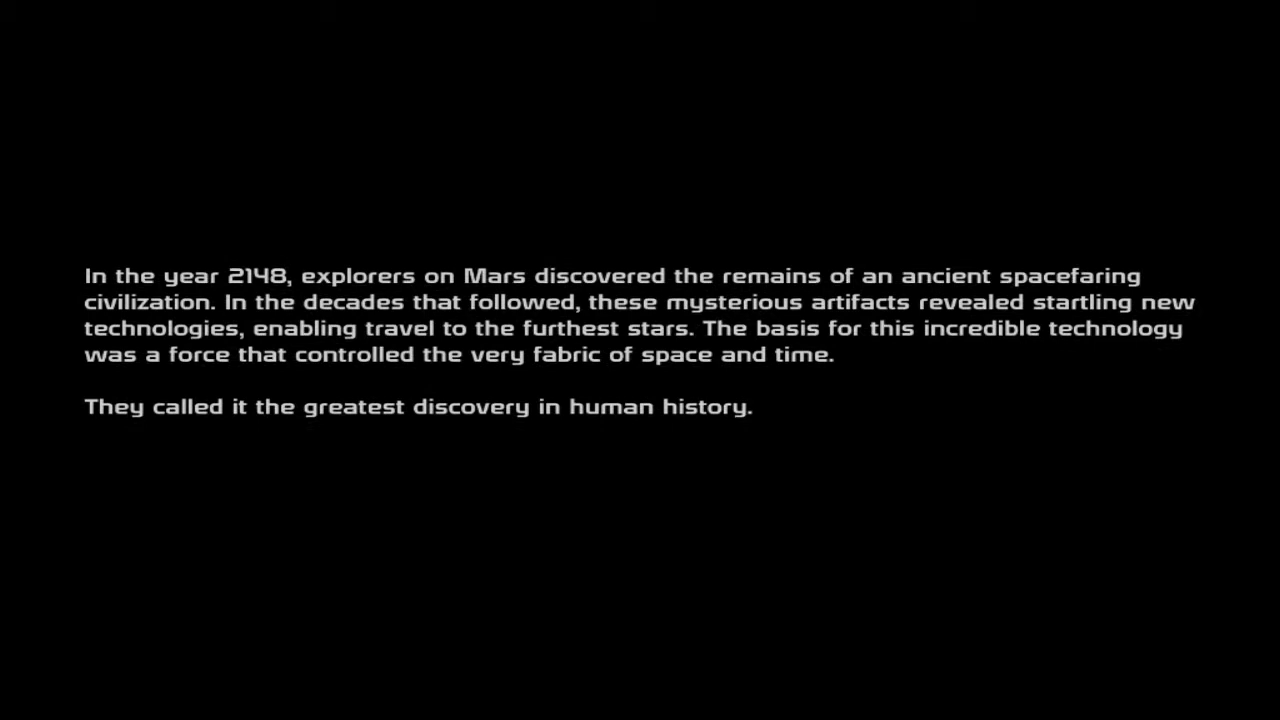 In the year 2148, explorers on Mars discovered the remains of an ancient spacefaring
civilization. In the decades that followed, these mysterious artifacts revealed startling new
technologies, enabling travel to the furthest stars. The basis for this incredible technology
was a force that controlled the very fabric of space and time.
They called it the greatest discovery in human history.